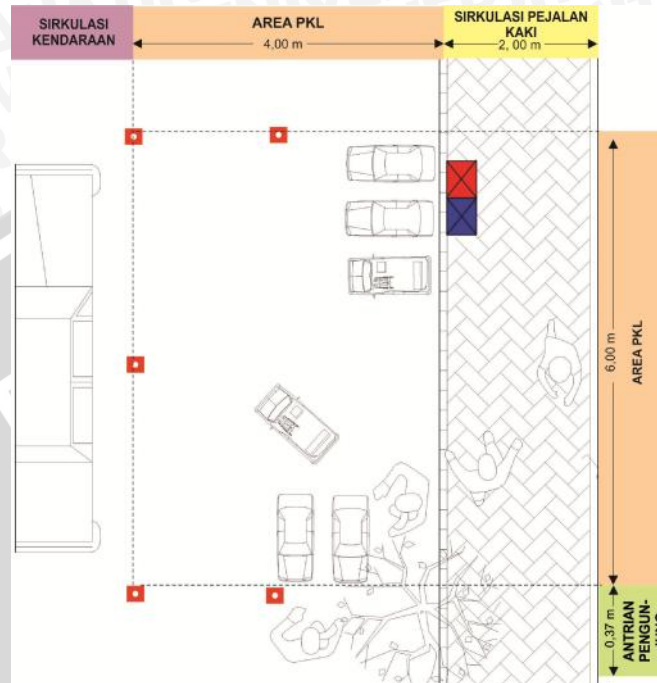 SIRKULASI
KENDARAAN
AREA PKL
4,00 m
SIRKULASI PEJALAN
KAKI
2, 00 m
6,00 m
AREA PKL
0,37 m
ANTRIAN
PENGUN-